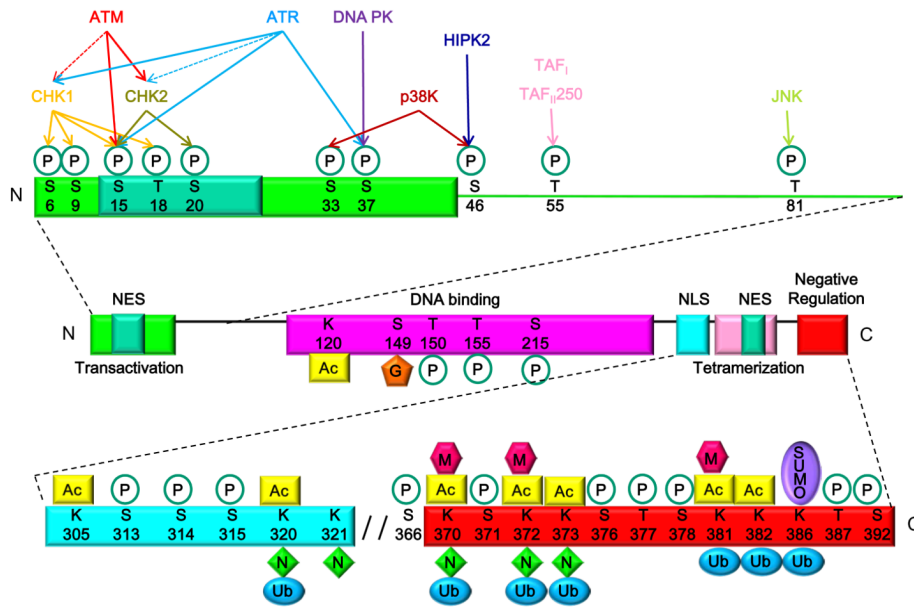 ATM ATR DNA PK
HIPK2
TAF_I
CHK1 CHK2 p38K TAF_II250 JNK
P P P P P P P P P P
N S S S T S S S S T T
6 9 15 18 20 33 37 46 55 81
Negative
NES DNA binding NLS NES Regulation
N K S T T S C
120 149 150 155 215
Transactivation Ac G P P P Tetramerization
M M M SUMO
Ac P P P Ac P Ac P Ac Ac P P P Ac Ac P P
K S S S K K // S K S K K S T S K K K T S C
305 313 314 315 320 321 366 370 371 372 373 376 377 378 381 382 386 387 392
N N N N N
Ub Ub Ub Ub Ub Ub Ub